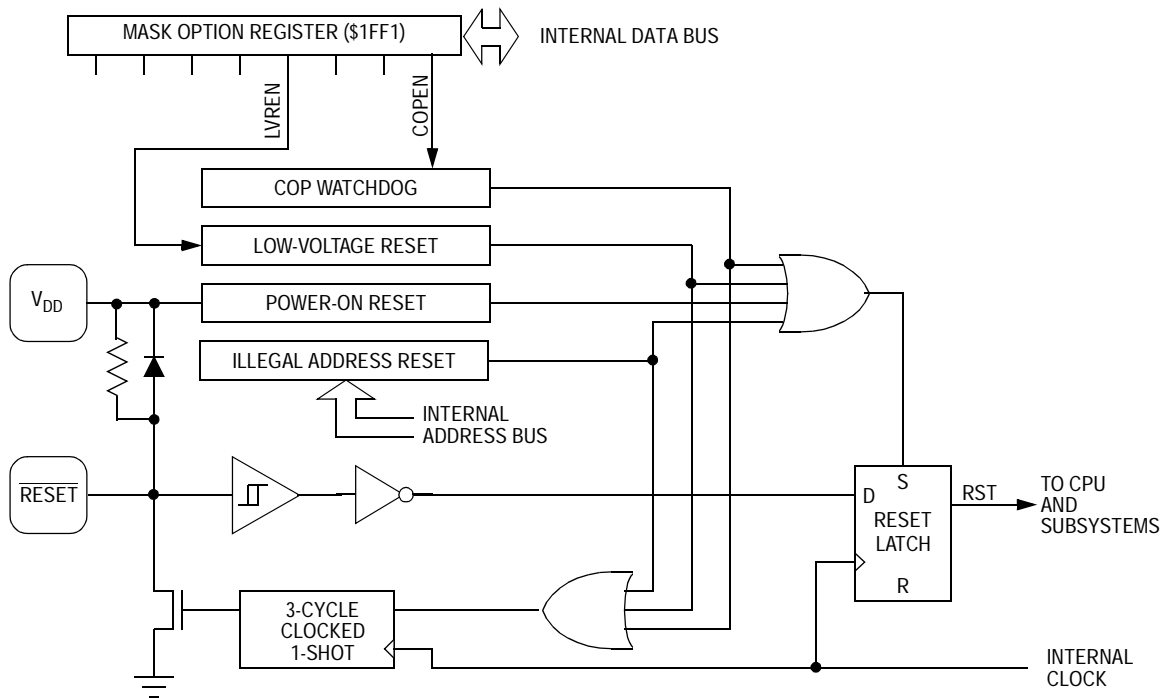 MASK OPTION REGISTER ($1FF1)
INTERNAL DATA BUS
LVREN
COPEN
COP WATCHDOG
LOW-VOLTAGE RESET
VDD
POWER-ON RESET
ILLEGAL ADDRESS RESET
INTERNAL
ADDRESS BUS
RESET
D
S
RESET
LATCH
R
RST
TO CPU
AND
SUBSYSTEMS
3-CYCLE
CLOCKED
1-SHOT
INTERNAL
CLOCK